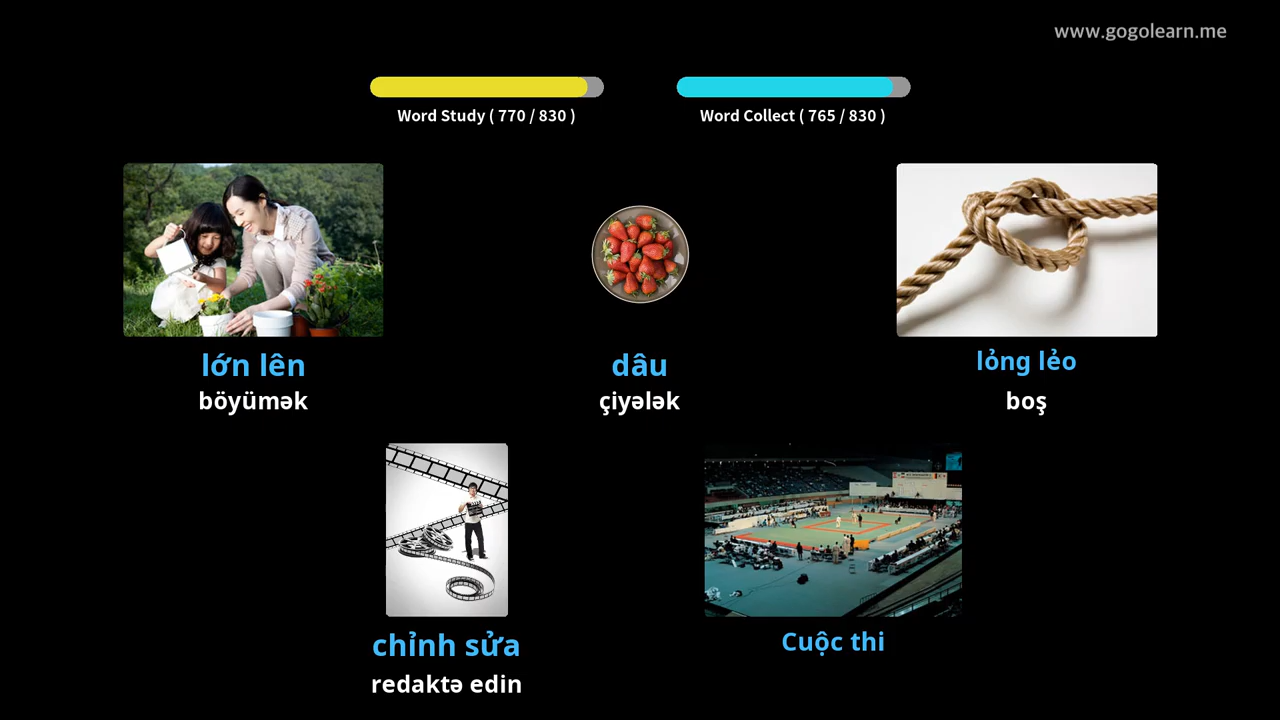 www.gogolearn.me
Word Study ( 770 / 830 )
Word Collect ( 765 / 830 )
lớn lên
böyümək
dâu
çiyələk
lỏng lẻo
boş
chỉnh sửa
redaktə edin
Cuộc thi